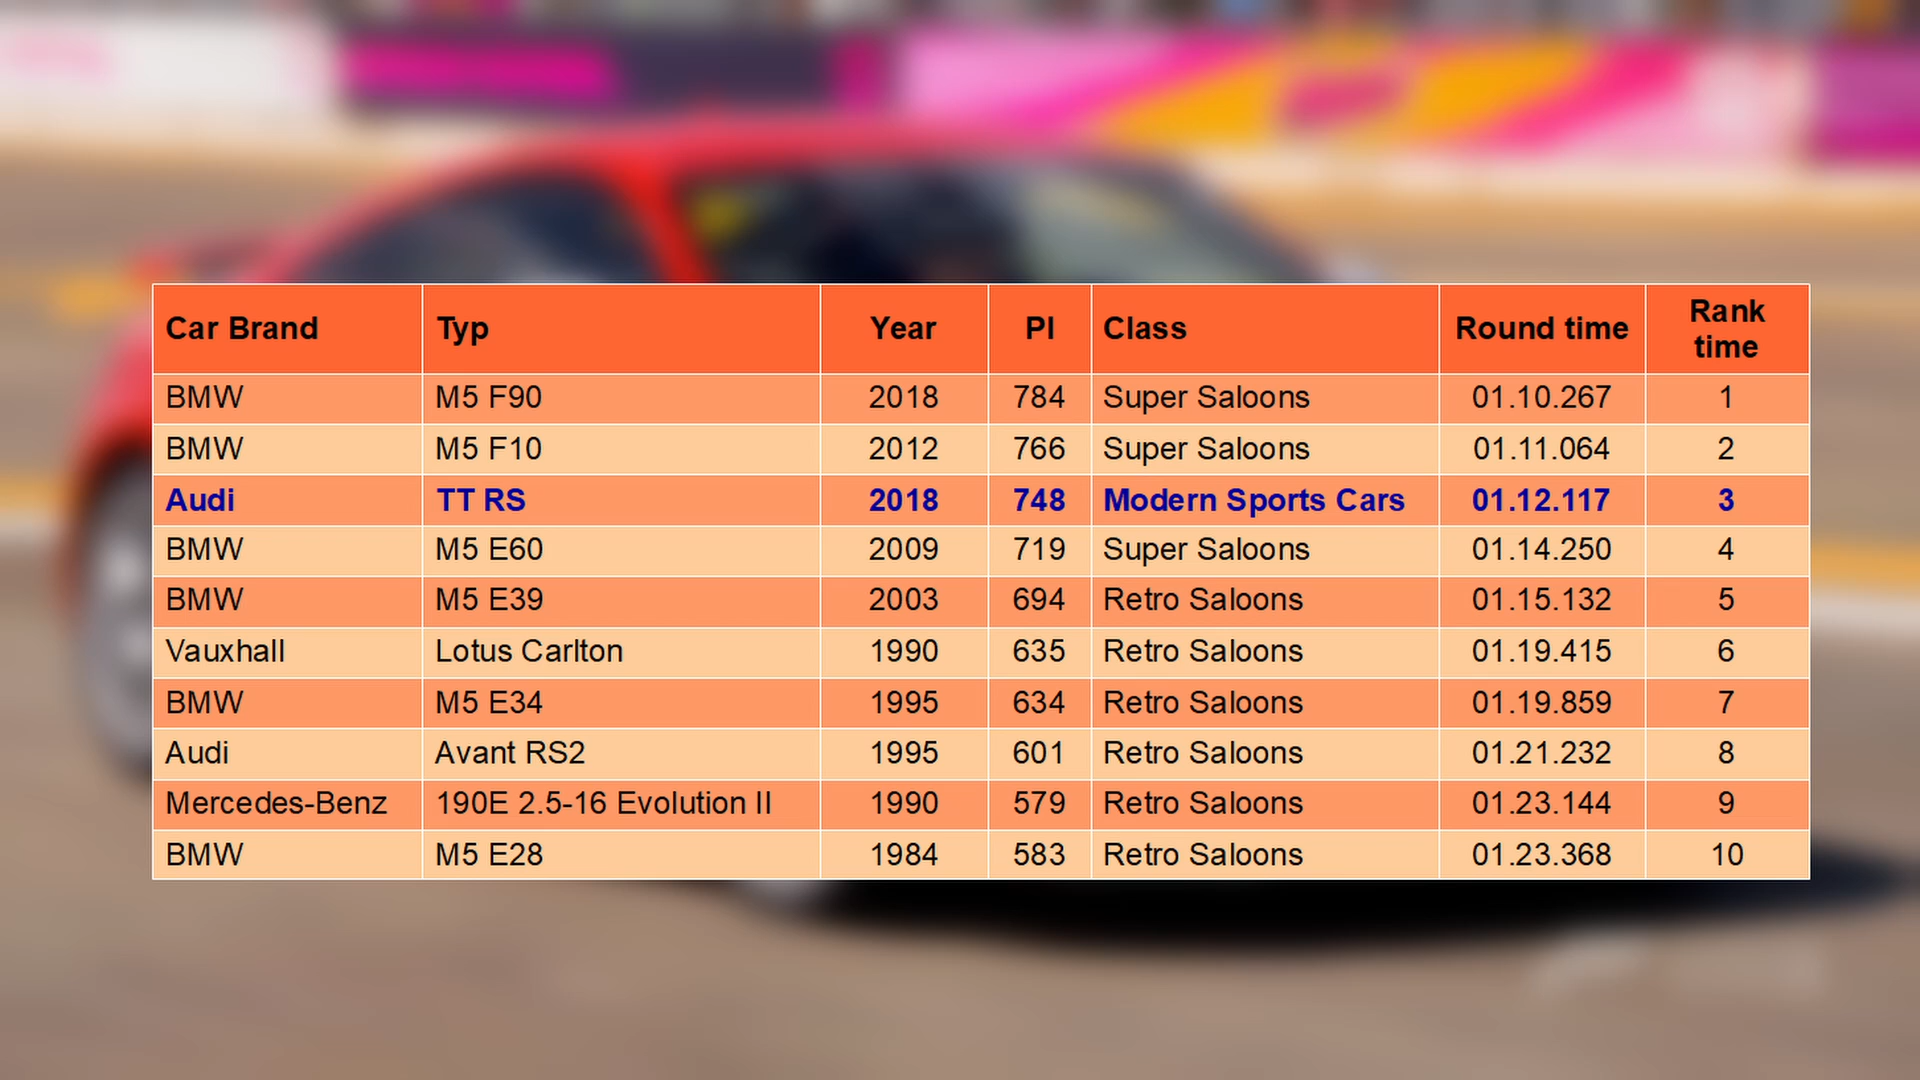 Car Brand Typ Year PI Class Round time Rank time
BMW M5 F90 2018 784 Super Saloons 01.10.267 1
BMW M5 F10 2012 766 Super Saloons 01.11.064 2
Audi TT RS 2018 748 Modern Sports Cars 01.12.117 3
BMW M5 E60 2009 719 Super Saloons 01.14.250 4
BMW M5 E39 2003 694 Retro Saloons 01.15.132 5
Vauxhall Lotus Carlton 1990 635 Retro Saloons 01.19.415 6
BMW M5 E34 1995 634 Retro Saloons 01.19.859 7
Audi Avant RS2 1995 601 Retro Saloons 01.21.232 8
Mercedes-Benz 190E 2.5-16 Evolution II 1990 579 Retro Saloons 01.23.144 9
BMW M5 E28 1984 583 Retro Saloons 01.23.368 10